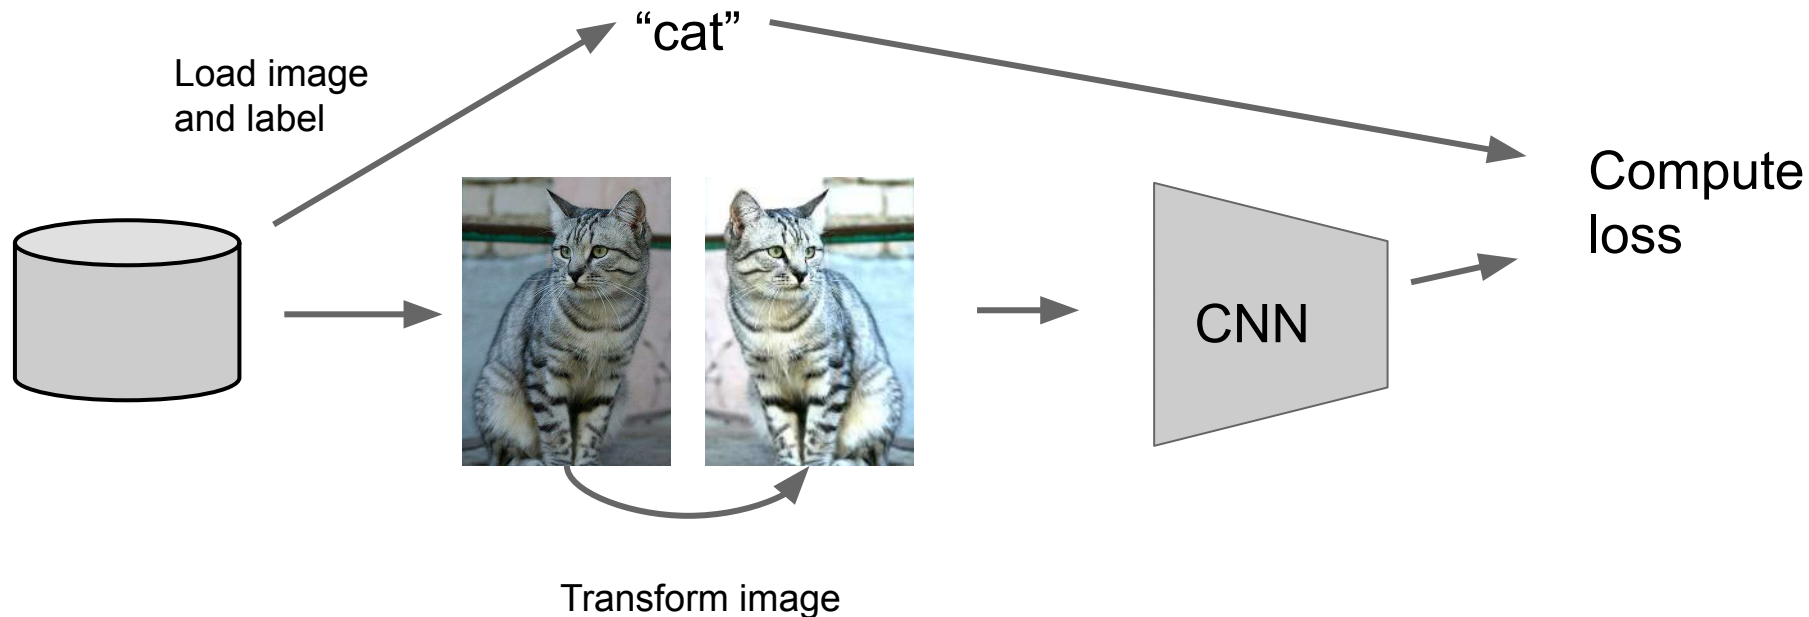 “cat”
Load image
and label
Compute
loss
CNN
Transform image